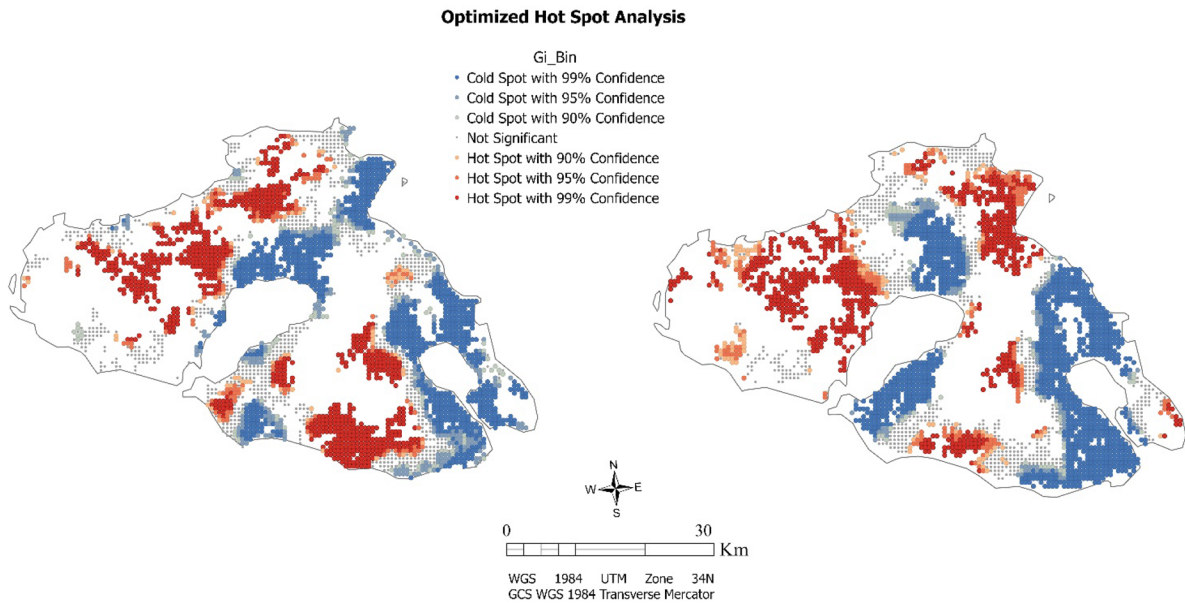 Optimized Hot Spot Analysis
Gi_Bin
Cold Spot with 99% Confidence
Cold Spot with 95% Confidence
Cold Spot with 90% Confidence
Not Significant
Hot Spot with 90% Confidence
Hot Spot with 95% Confidence
Hot Spot with 99% Confidence
N
W E
S
0 30
Km
WGS 1984 UTM Zone 34N
GCS WGS 1984 Transverse Mercator